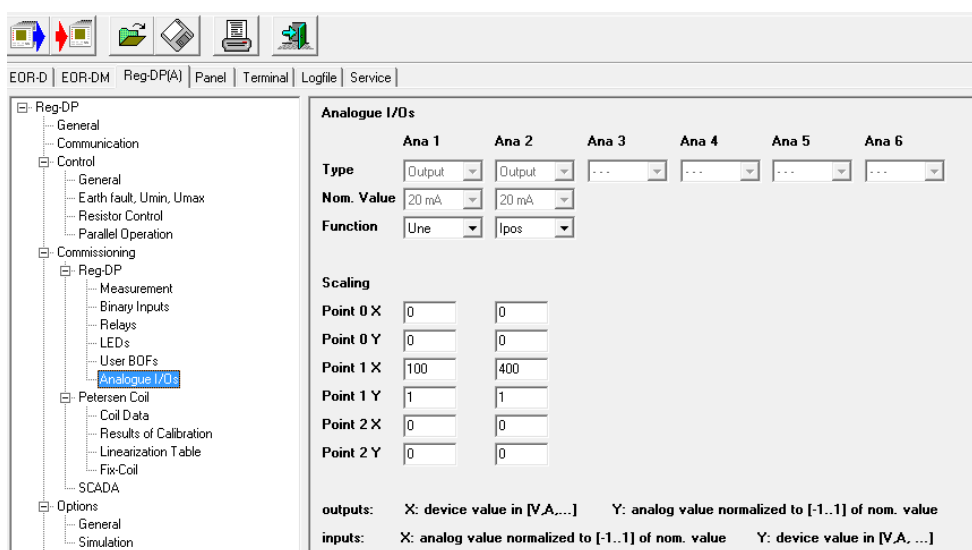 EOR-D EOR-DM Reg-DP(A) Panel Terminal Logfile Service
Reg-DP
General
Communication
Control
General
Earth fault, Umin, Umax
Resistor Control
Parallel Operation
Commissioning
Reg-DP
Measurement
Binary Inputs
Relays
LEDs
User BOFs
Analogue I/Os
Petersen Coil
Coil Data
Results of Calibration
Linearization Table
Fix-Coil
SCADA
Options
General
Simulation
Analogue I/Os
Ana 1 Ana 2 Ana 3 Ana 4 Ana 5 Ana 6
Type Output Output - - - - - - - - - - - -
Nom. Value 20 mA 20 mA
Function Une Ipos
Scaling
Point 0 X 0 0
Point 0 Y 0 0
Point 1 X 100 400
Point 1 Y 1 1
Point 2 X 0 0
Point 2 Y 0 0
outputs: X: device value in [V,A,...] Y: analog value normalized to [-1..1] of nom. value
inputs: X: analog value normalized to [-1..1] of nom. value Y: device value in [V,A, ...]